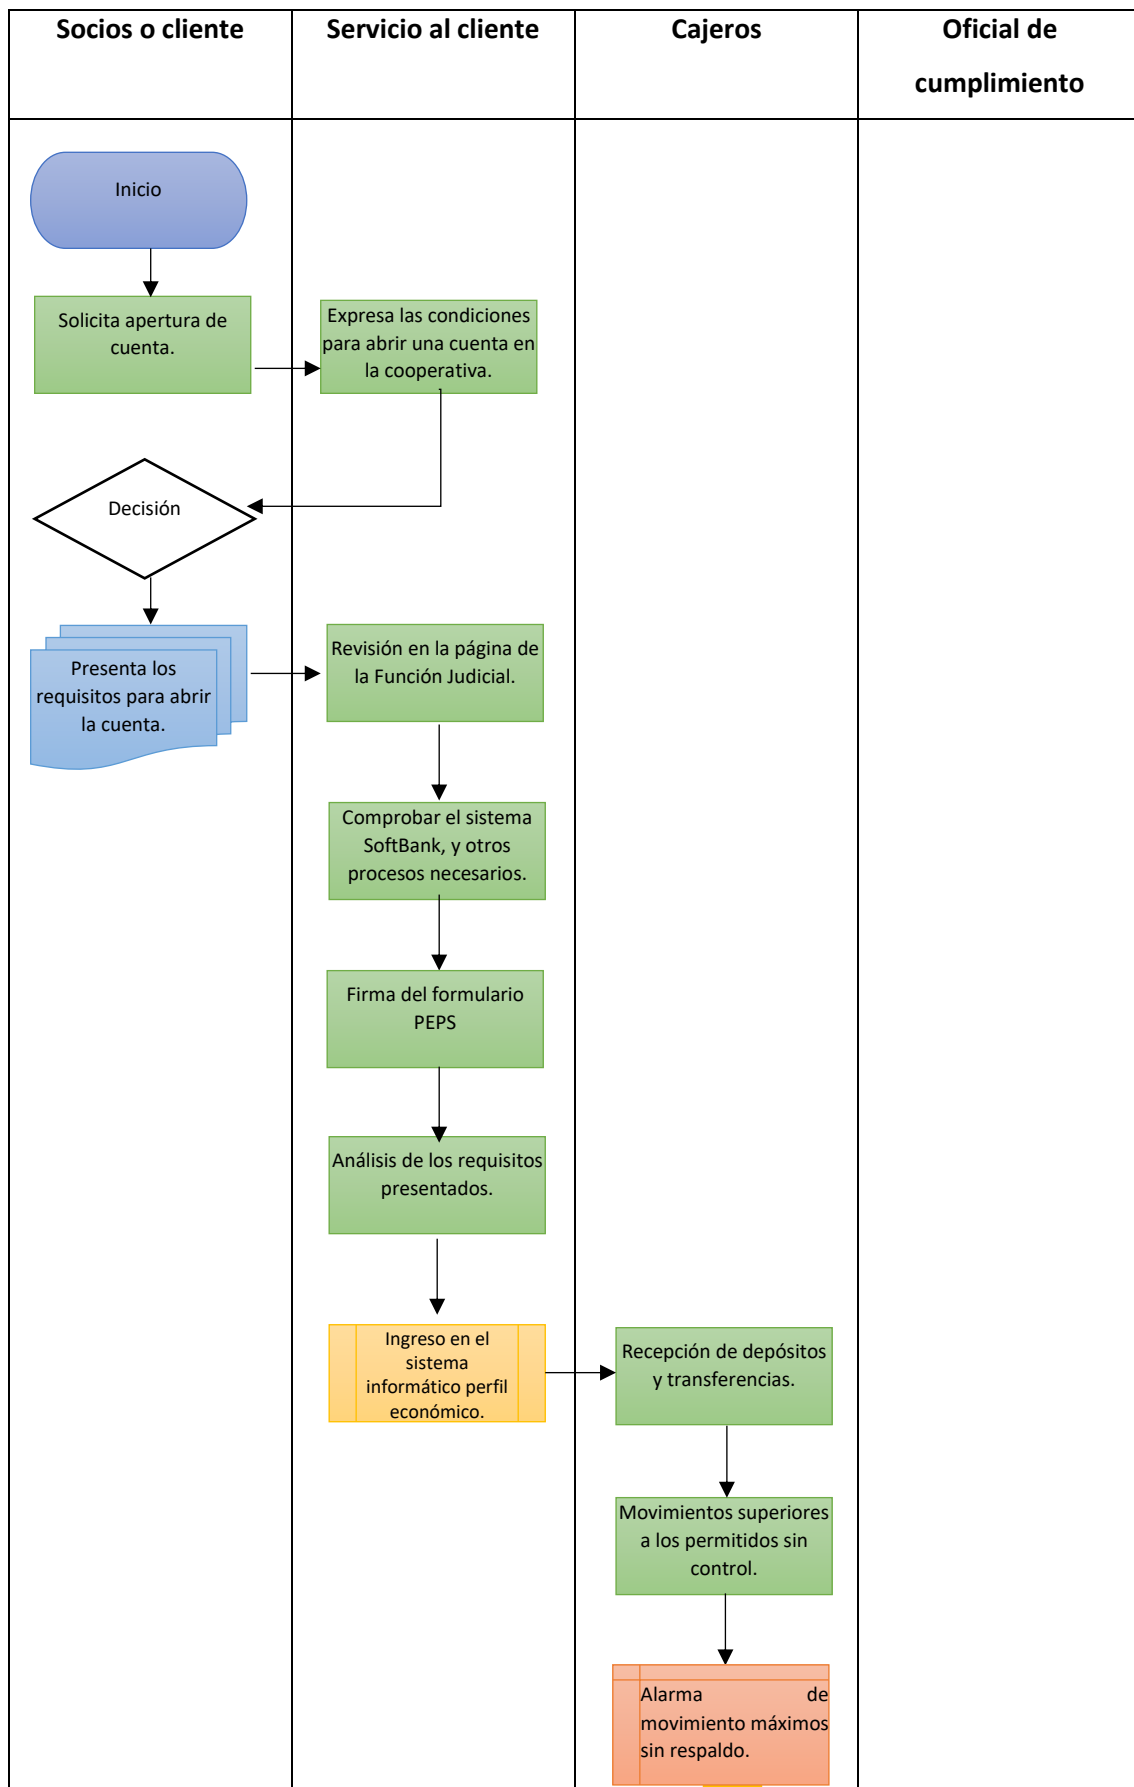 Socios o cliente
Servicio al cliente
Cajeros
Oficial de
cumplimiento
Inicio
Solicita apertura de
cuenta.
Expresa las condiciones
para abrir una cuenta en
la cooperativa.
Decisión
Presenta los
requisitos para abrir
la cuenta.
Revisión en la página de
la Función Judicial.
Comprobar el sistema
SoftBank, y otros
procesos necesarios.
Firma del formulario
PEPS
Análisis de los requisitos
presentados.
Ingreso en el
sistema
informático perfil
económico.
Recepción de depósitos
y transferencias.
Movimientos superiores
a los permitidos sin
control.
Alarma de
movimiento máximos
sin respaldo.